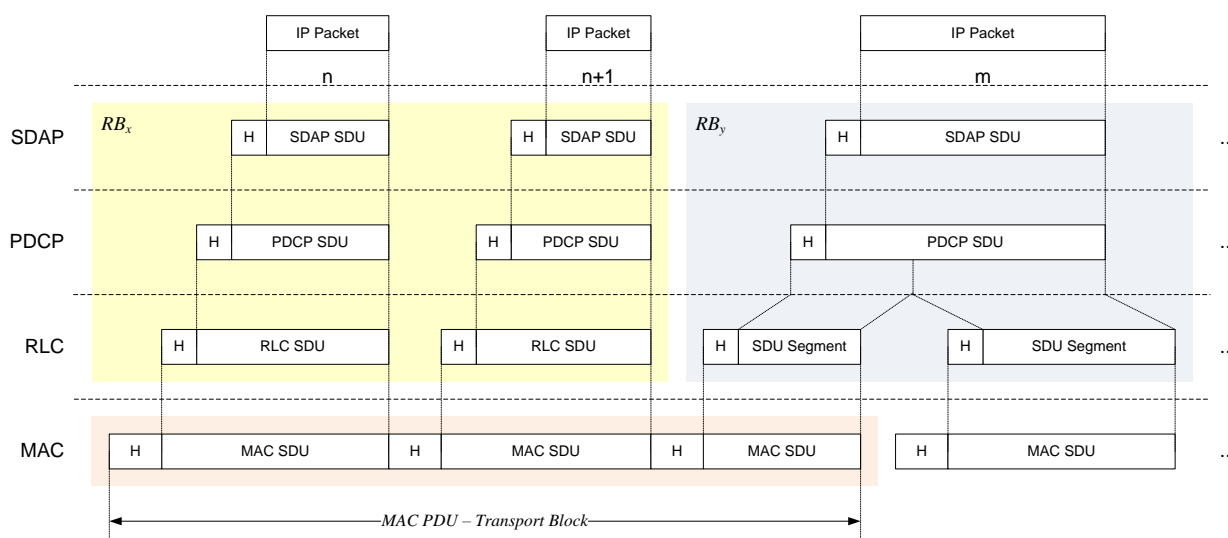 IP Packet IP Packet IP Packet
n n+1 m
RBx RBy
SDAP H SDAP SDU H SDAP SDU H SDAP SDU ..
PDCP H PDCP SDU H PDCP SDU H PDCP SDU ..
RLC H RLC SDU H RLC SDU H SDU Segment H SDU Segment ..
MAC H MAC SDU H MAC SDU H MAC SDU H MAC SDU ..
MAC PDU – Transport Block